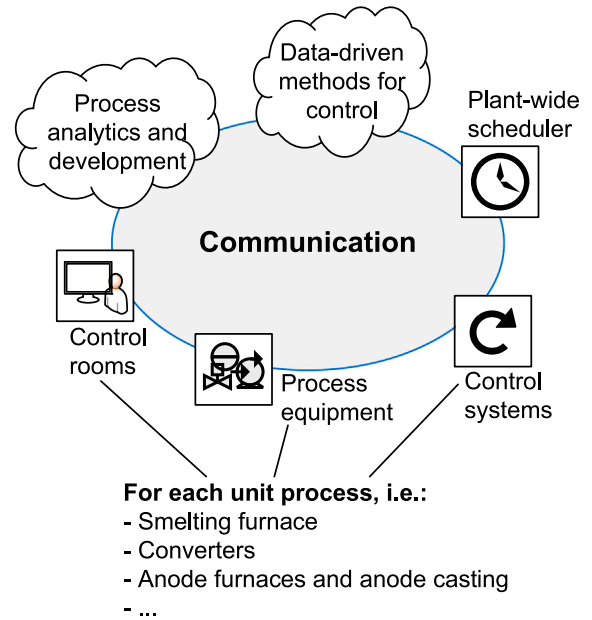 Data-driven
methods for
control
Process
analytics and
development
Plant-wide
scheduler
Communication
Control
rooms
Process
equipment
Control
systems
For each unit process, i.e.:
- Smelting furnace
- Converters
- Anode furnaces and anode casting
- ...